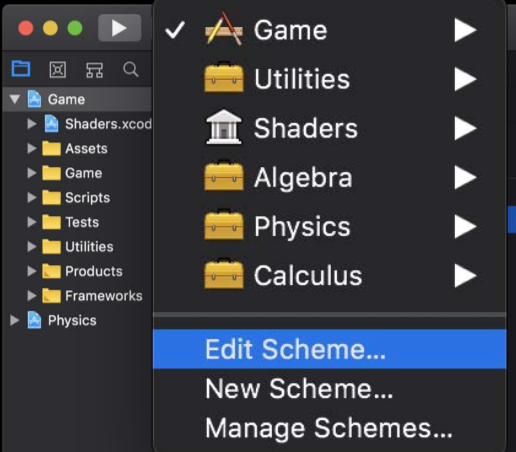 Game
Shaders.xcod
Assets
Game
Scripts
Tests
Utilities
Products
Frameworks
Physics
Game
Utilities
Shaders
Algebra
Physics
Calculus
Edit Scheme...
New Scheme...
Manage Schemes...